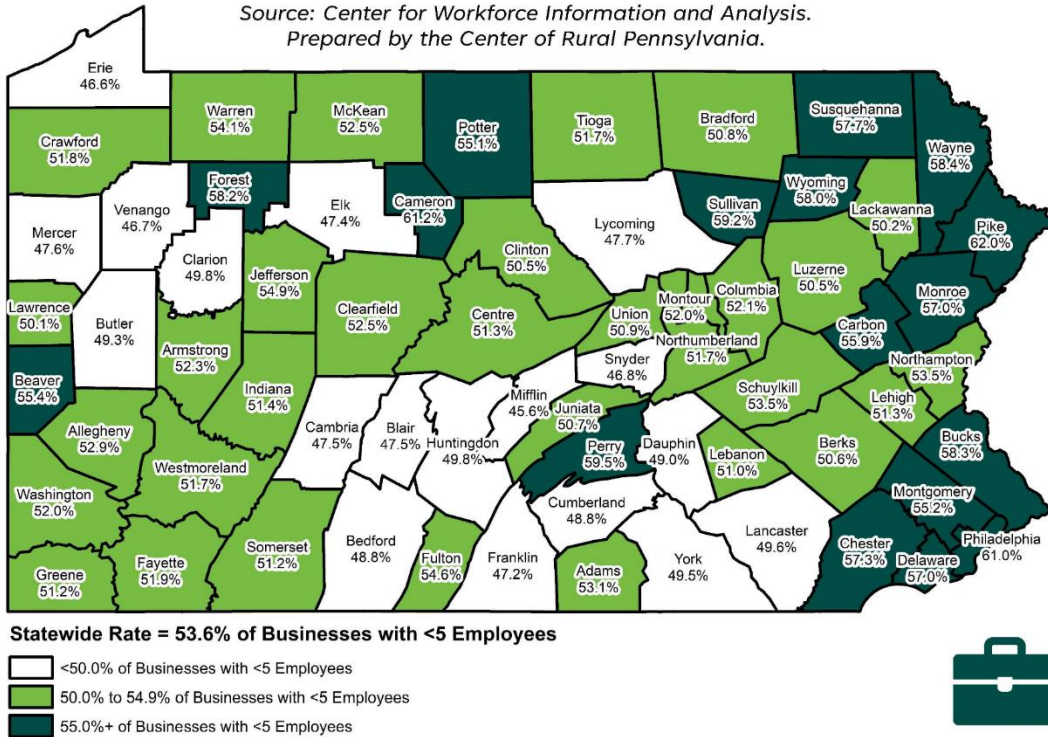 Source: Center for Workforce Information and Analysis.
Prepared by the Center of Rural Pennsylvania.
Erie
46.6%
Warren
54.1%
McKean
52.5%
Potter
55.1%
Tioga
51.7%
Bradford
50.8%
Susquehanna
57.7%
Wayne
58.4%
Crawford
51.8%
Forest
58.2%
Elk
47.4%
Cameron
61.2%
Sullivan
59.2%
Wyoming
58.0%
Lackawanna
50.2%
Pike
62.0%
Mercer
47.6%
Venango
46.7%
Clarion
49.8%
Jefferson
54.9%
Clinton
50.5%
Lycoming
47.7%
Luzerne
50.5%
Monroe
57.0%
Lawrence
50.1%
Butler
49.3%
Clearfield
52.5%
Centre
51.3%
Union
50.9%
Montour
52.0%
Columbia
52.1%
Carbon
55.9%
Armstrong
52.3%
Northumberland
51.7%
Snyder
46.8%
Northampton
53.5%
Beaver
55.4%
Indiana
51.4%
Mifflin
45.6%
Juniata
50.7%
Schuylkill
53.5%
Lehigh
51.3%
Allegheny
52.9%
Cambria
47.5%
Blair
47.5%
Huntingdon
49.8%
Perry
59.5%
Dauphin
49.0%
Lebanon
51.0%
Berks
50.6%
Bucks
58.3%
Westmoreland
51.7%
Washington
52.0%
Cumberland
48.8%
Montgomery
55.2%
Greene
51.2%
Fayette
51.9%
Somerset
51.2%
Bedford
48.8%
Fulton
54.6%
Franklin
47.2%
Adams
53.1%
York
49.5%
Lancaster
49.6%
Chester
57.3%
Delaware
57.0%
Philadelphia
61.0%
Statewide Rate = 53.6% of Businesses with <5 Employees
<50.0% of Businesses with <5 Employees
50.0% to 54.9% of Businesses with <5 Employees
55.0%+ of Businesses with <5 Employees